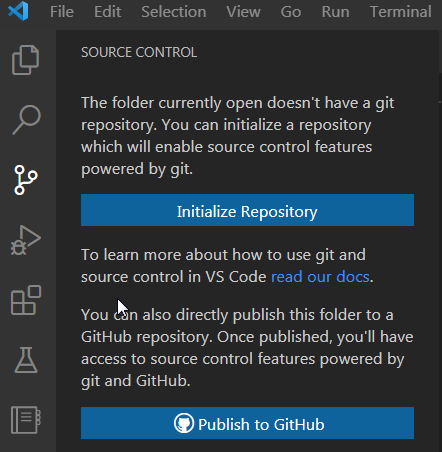 File Edit Selection View Go Run Terminal
SOURCE CONTROL
The folder currently open doesn't have a git
repository. You can initialize a repository
which will enable source control features
powered by git.
Initialize Repository
To learn more about how to use git and
source control in VS Code read our docs.
You can also directly publish this folder to a
GitHub repository. Once published, you'll have
access to source control features powered by
git and GitHub.
Publish to GitHub